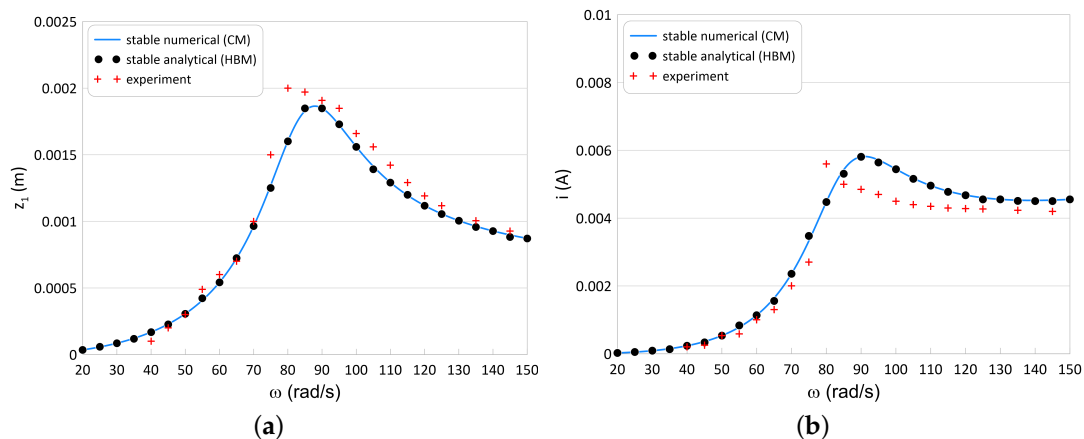 0.0025
0.002
0.0015
0.001
0.0005
0
z1 (m)
stable numerical (CM)
stable analytical (HBM)
experiment
20 30 40 50 60 70 80 90 100 110 120 130 140 150
ω (rad/s)
(a)
0.01
0.008
0.006
0.004
0.002
0
i (A)
stable numerical (CM)
stable analytical (HBM)
experiment
20 30 40 50 60 70 80 90 100 110 120 130 140 150
ω (rad/s)
(b)